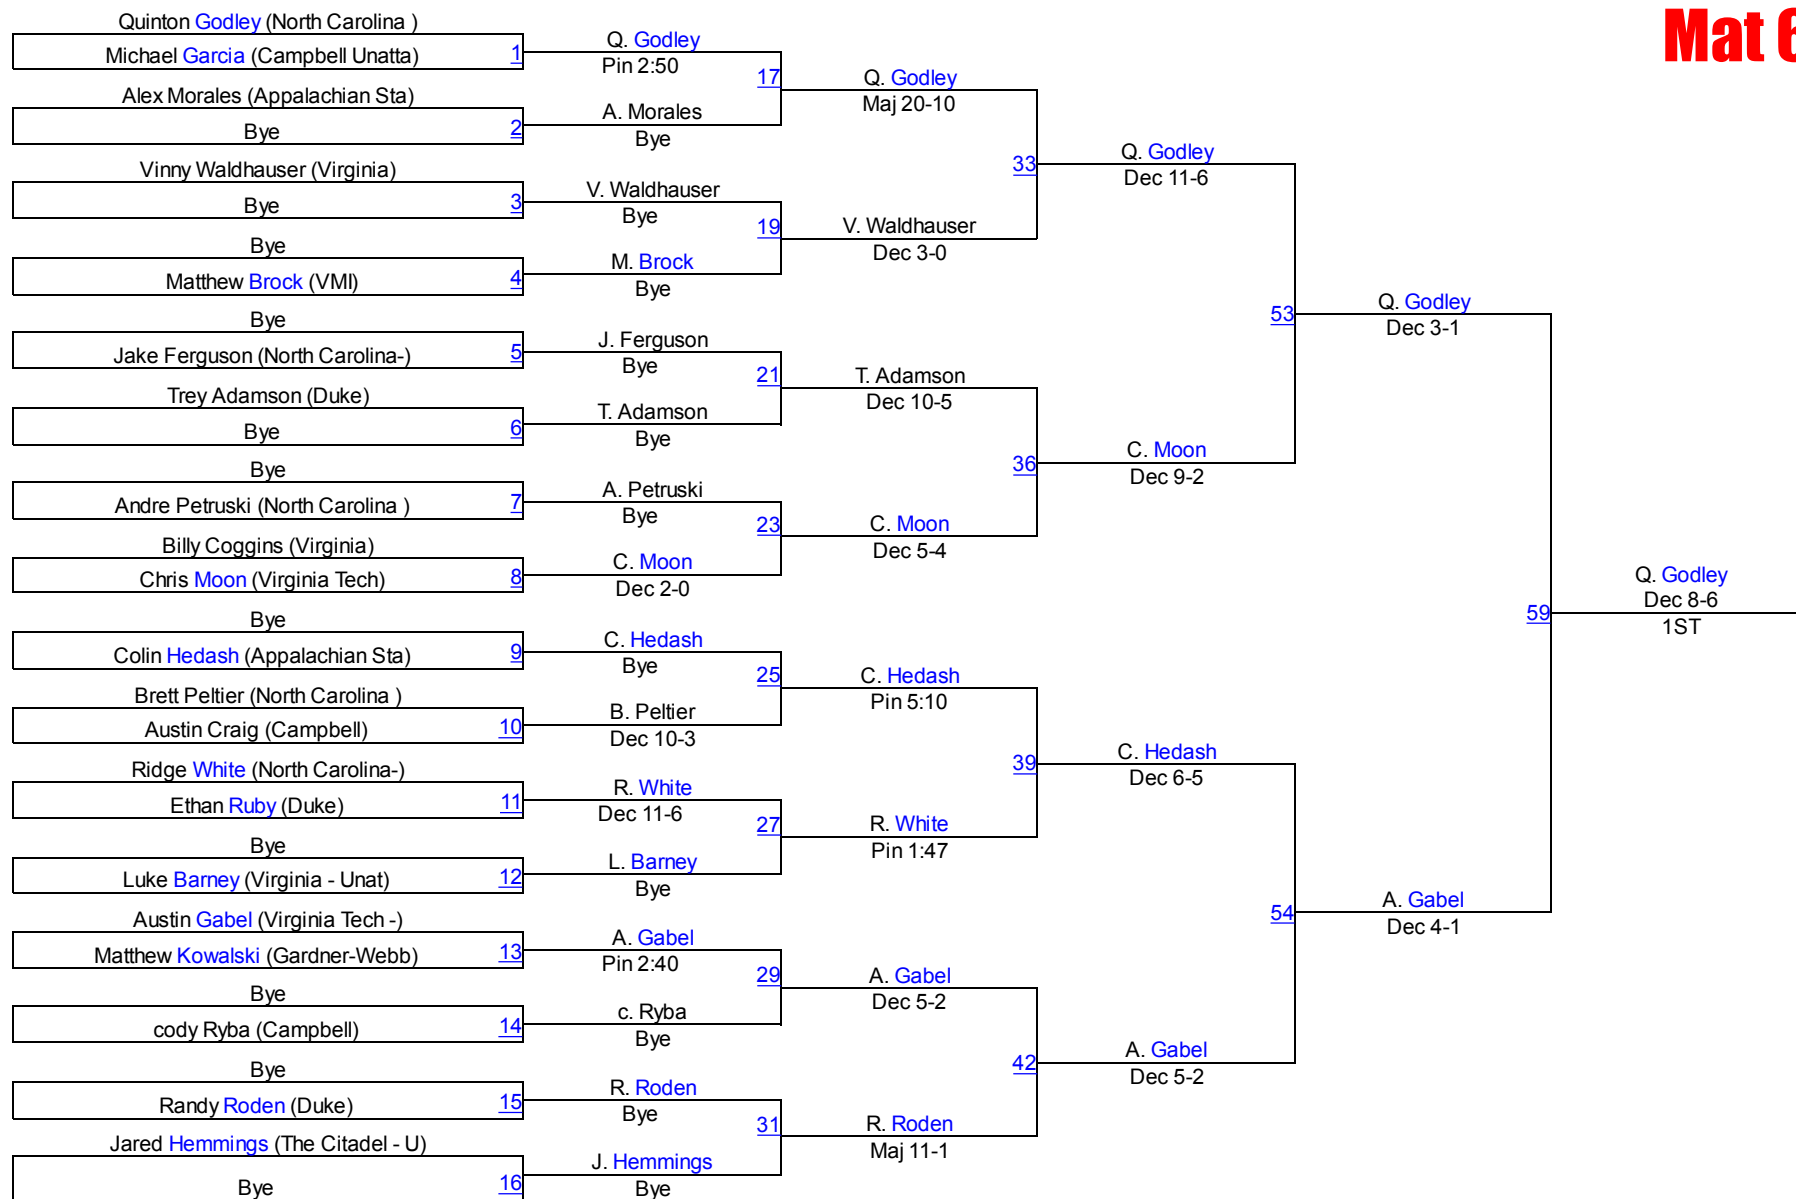 Mat 6
Quinton Godley (North Carolina )
Michael Garcia (Campbell Unatta)
1
Alex Morales (Appalachian Sta)
Bye
2
Vinny Waldhauser (Virginia)
Bye
3
Bye
Matthew Brock (VMI)
4
Bye
Jake Ferguson (North Carolina-)
5
Trey Adamson (Duke)
Bye
6
Bye
Andre Petruski (North Carolina )
7
Billy Coggins (Virginia)
Chris Moon (Virginia Tech)
8
Bye
Colin Hedash (Appalachian Sta)
9
Brett Peltier (North Carolina )
Austin Craig (Campbell)
10
Ridge White (North Carolina-)
Ethan Ruby (Duke)
11
Bye
Luke Barney (Virginia - Unat)
12
Austin Gabel (Virginia Tech -)
Matthew Kowalski (Gardner-Webb)
13
Bye
cody Ryba (Campbell)
14
Bye
Randy Roden (Duke)
15
Jared Hemmings (The Citadel - U)
Bye
16
Q. Godley
Pin 2:50
17
A. Morales
Bye
V. Waldhauser
Bye
19
M. Brock
Bye
J. Ferguson
Bye
21
T. Adamson
Bye
A. Petruski
Bye
23
C. Moon
Dec 2-0
C. Hedash
Bye
25
B. Peltier
Dec 10-3
R. White
Dec 11-6
27
L. Barney
Bye
A. Gabel
Pin 2:40
29
c. Ryba
Bye
R. Roden
Bye
31
J. Hemmings
Bye
Q. Godley
Maj 20-10
33
V. Waldhauser
Dec 3-0
T. Adamson
Dec 10-5
36
C. Moon
Dec 5-4
C. Hedash
Pin 5:10
39
R. White
Pin 1:47
A. Gabel
Dec 5-2
42
R. Roden
Maj 11-1
Q. Godley
Dec 11-6
53
C. Moon
Dec 9-2
C. Hedash
Dec 6-5
54
A. Gabel
Dec 5-2
Q. Godley
Dec 3-1
59
A. Gabel
Dec 4-1
Q. Godley
Dec 8-6
1ST